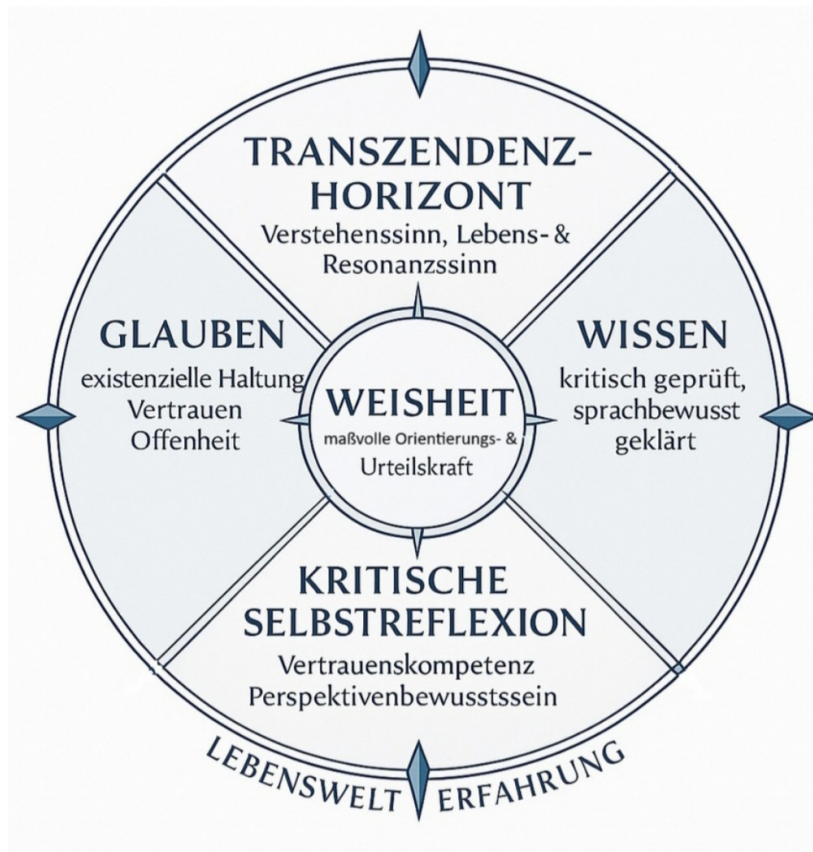 TRANSZENDENZ-
HORIZONT
Verstehenssinn, Lebens- &
Resonanzssinn
GLAUBEN
existenzielle Haltung
Vertrauen
Offenheit
WEISHEIT
maßvolle Orientierungs- &
Urteilskraft
WISSEN
kritisch geprüft,
sprachbewusst
geklärt
KRITISCHE
SELBSTREFLEXION
Vertrauenskompetenz
Perspektivenbewusstssein
LEBENSWELT ERFAHRUNG